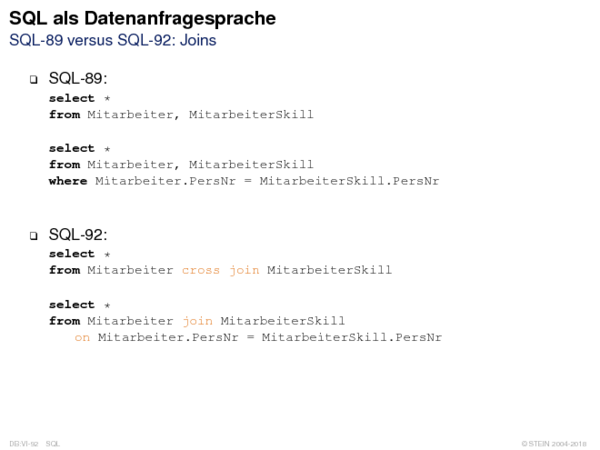 SQL als Datenanfragesprache
SQL-89 versus SQL-92: Joins
❑ SQL-89:
select *
from Mitarbeiter, MitarbeiterSkill
select *
from Mitarbeiter, MitarbeiterSkill
where Mitarbeiter.PersNr = MitarbeiterSkill.PersNr
❑ SQL-92:
select *
from Mitarbeiter cross join MitarbeiterSkill
select *
from Mitarbeiter join MitarbeiterSkill
on Mitarbeiter.PersNr = MitarbeiterSkill.PersNr
DB:VI-92 SQL
© STEIN 2004-2018